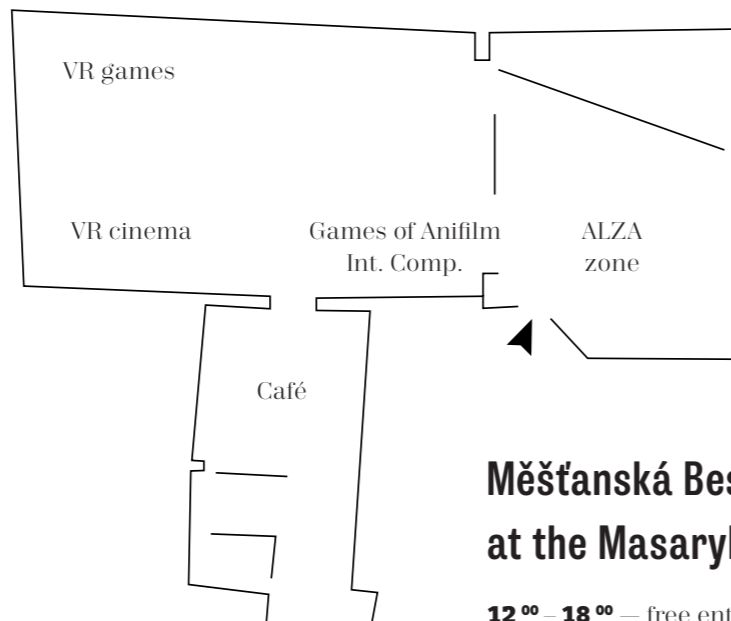 VR games
VR cinema
Games of Anifilm
Int. Comp.
ALZA
zone
Café
Měšťanská Bes
at the Masaryk
12 00 – 18 00 — free ent